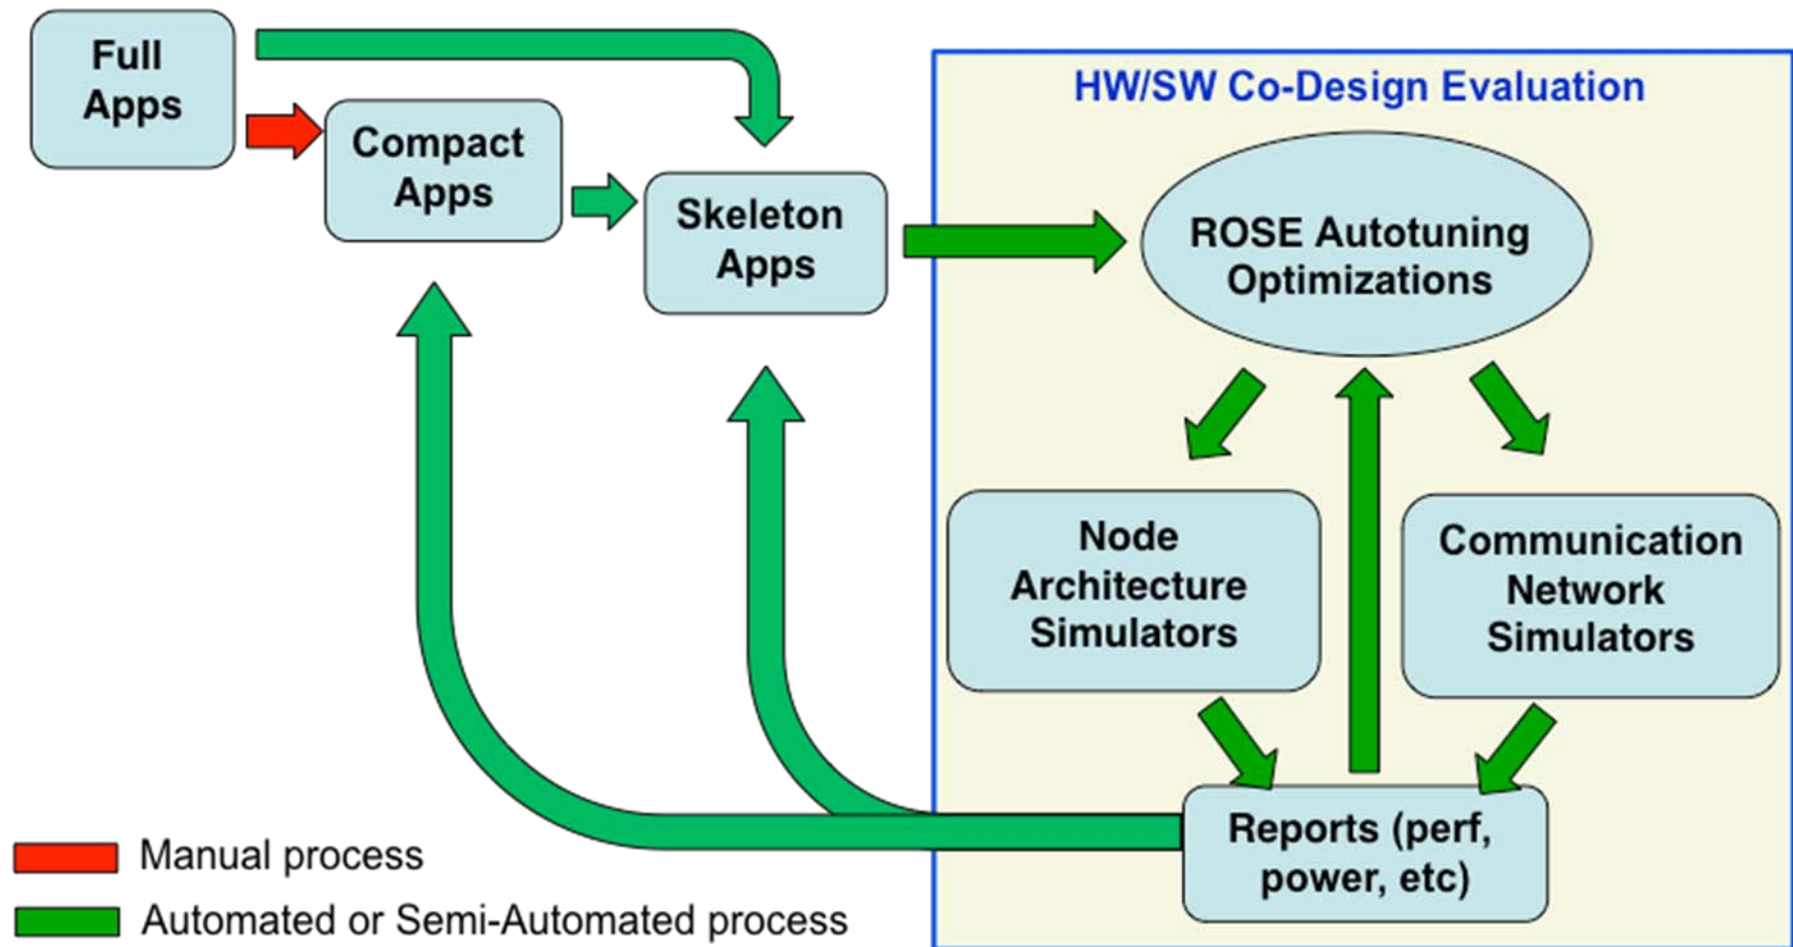 Full
Apps
Compact
Apps
Skeleton
Apps
HW/SW Co-Design Evaluation
ROSE Autotuning
Optimizations
Node
Architecture
Simulators
Communication
Network
Simulators
Reports (perf,
power, etc)
Manual process
Automated or Semi-Automated process